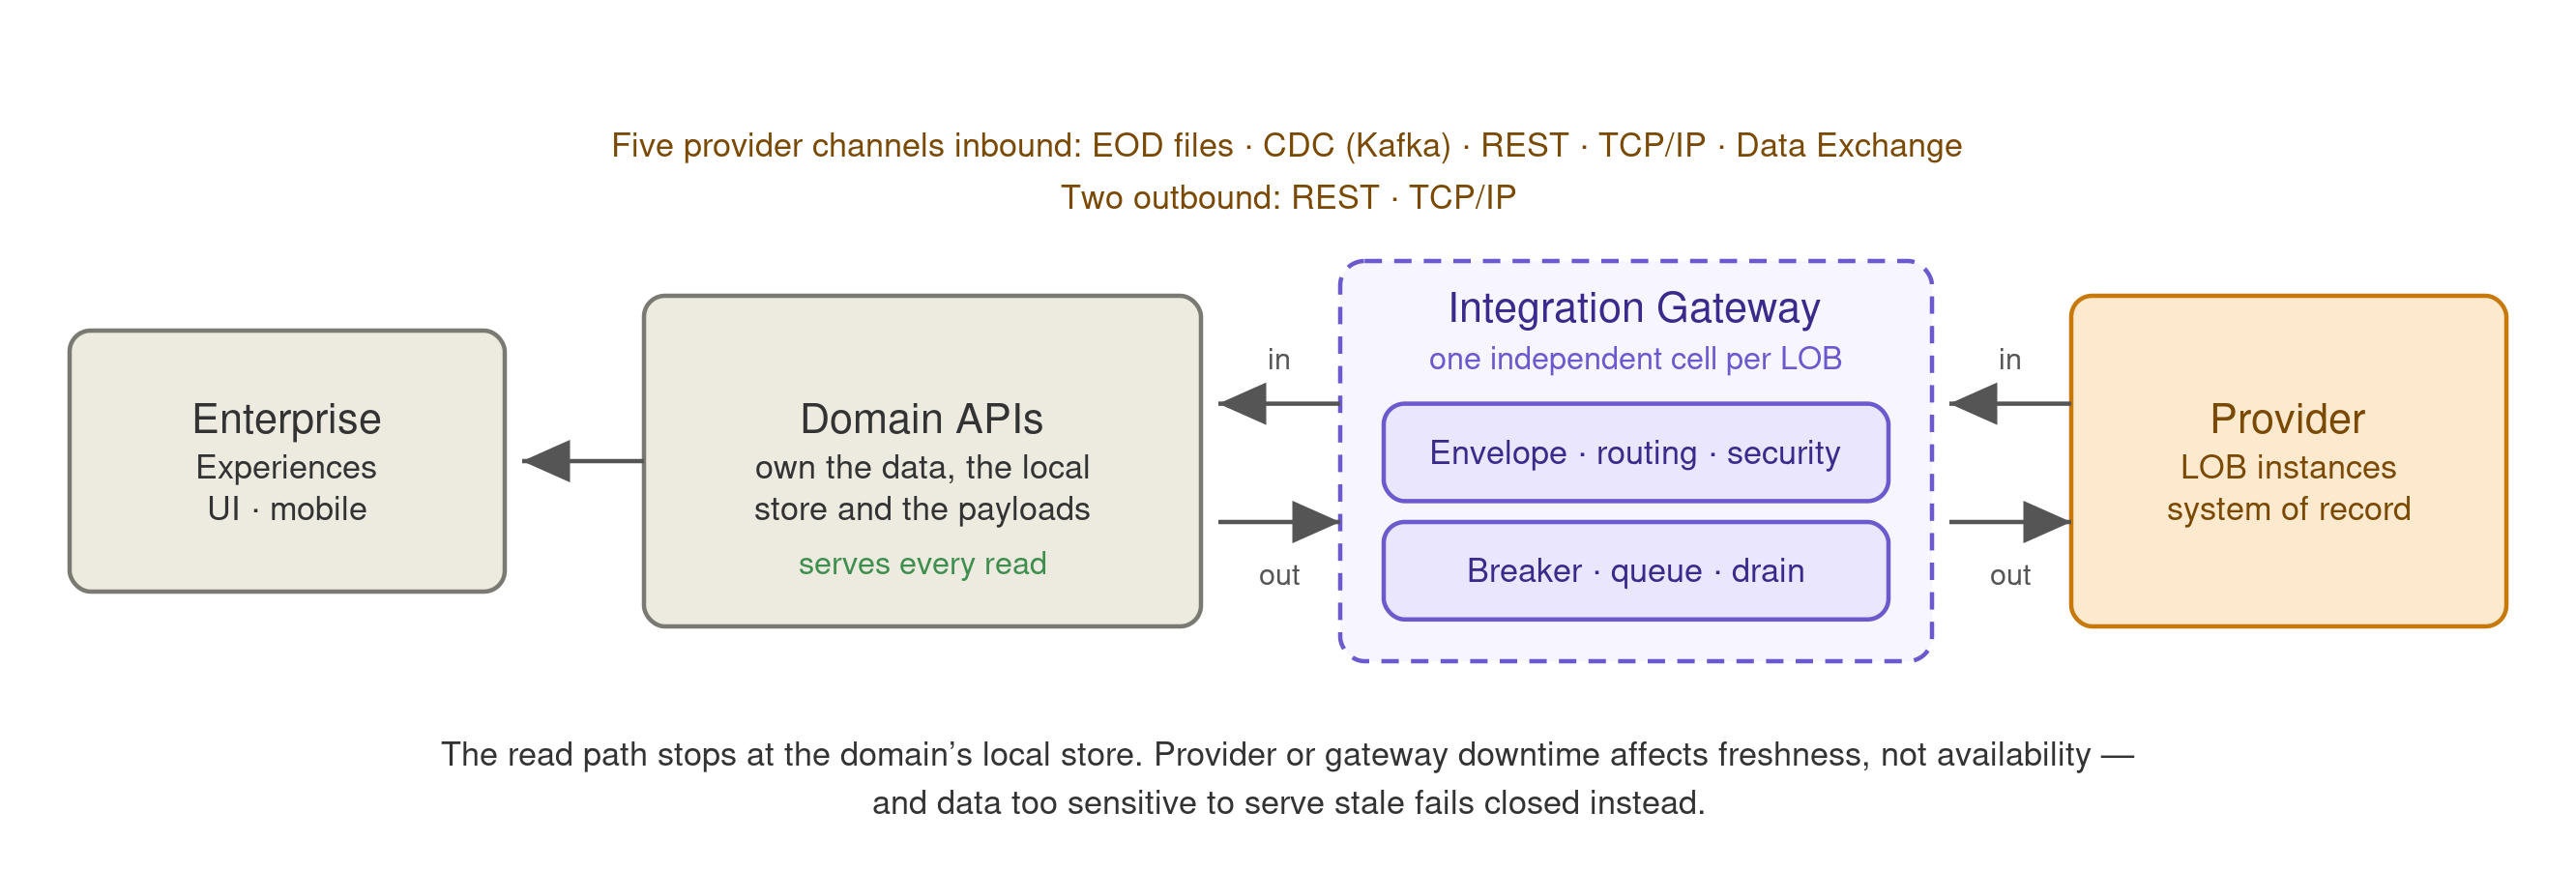 Five provider channels inbound: EOD files · CDC (Kafka) · REST · TCP/IP · Data Exchange
Two outbound: REST · TCP/IP
Enterprise
Experiences
UI · mobile
Domain APIs
own the data, the local
store and the payloads
serves every read
in
out
Integration Gateway
one independent cell per LOB
Envelope · routing · security
Breaker · queue · drain
in
out
Provider
LOB instances
system of record
The read path stops at the domain’s local store. Provider or gateway downtime affects freshness, not availability —
and data too sensitive to serve stale fails closed instead.